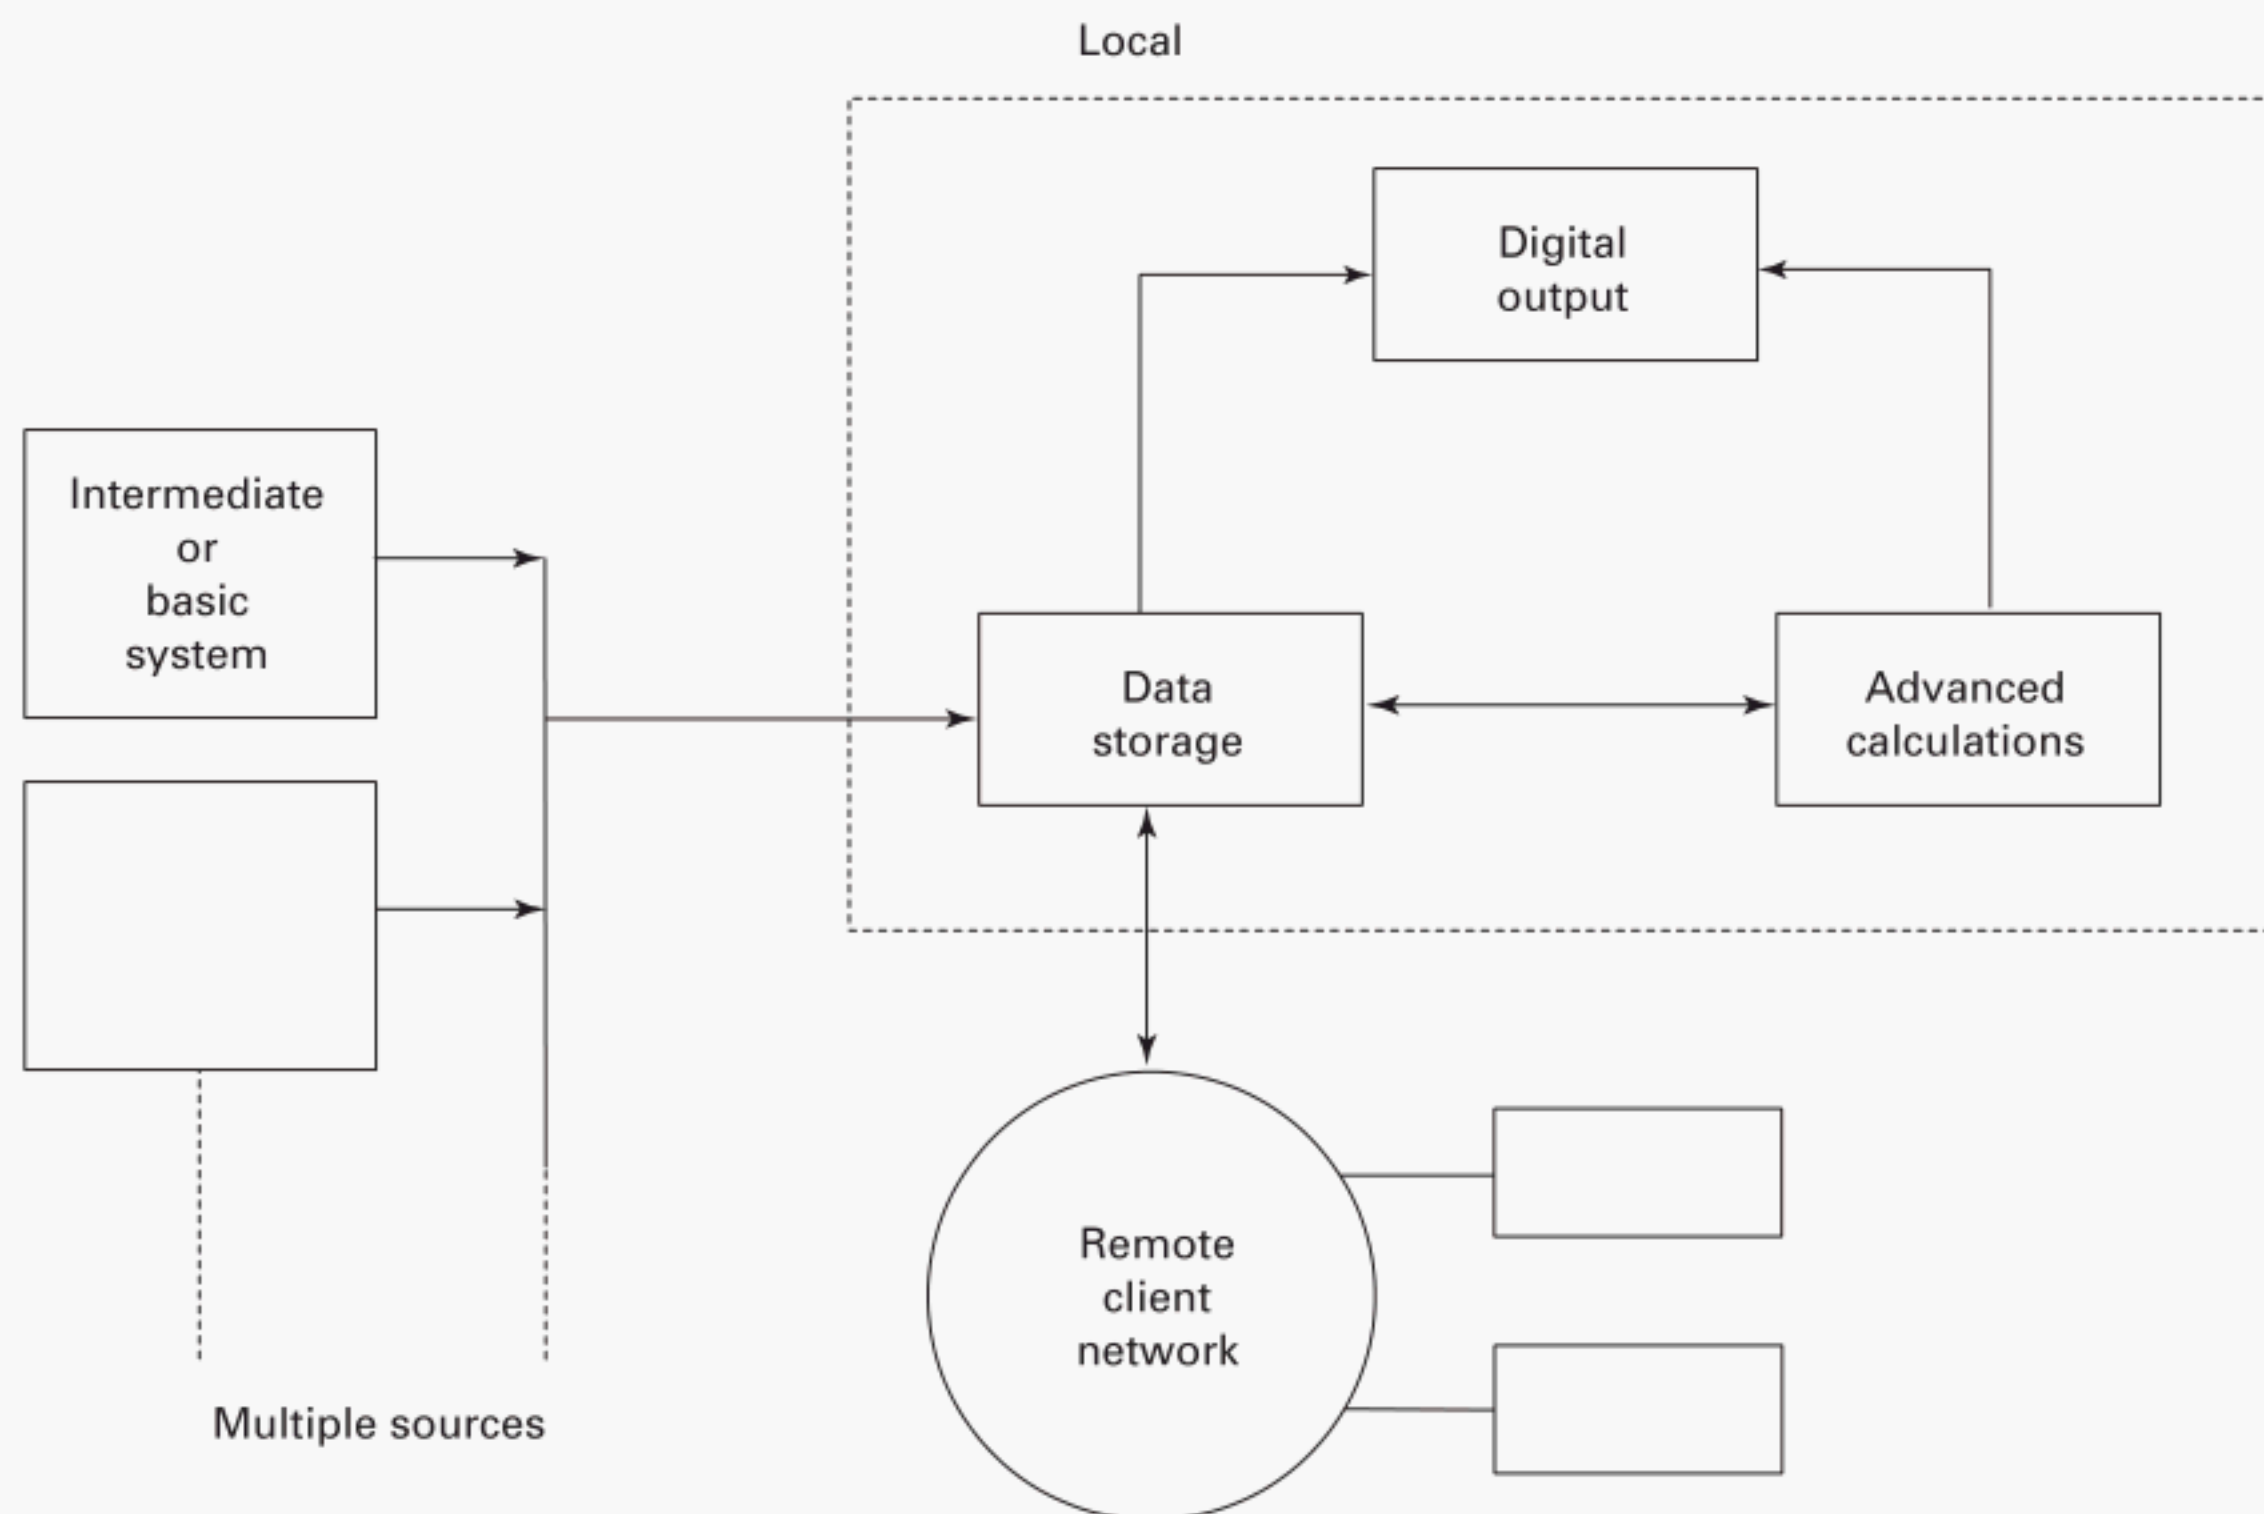 Local
Digital
output
Intermediate
or
basic
system
Data
storage
Advanced
calculations
Remote
client
network
Multiple sources